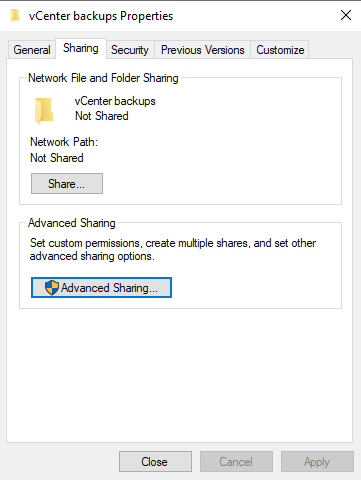 vCenter backups Properties
General Sharing Security Previous Versions Customize
Network File and Folder Sharing
vCenter backups
Not Shared
Network Path:
Not Shared
Share...
Advanced Sharing
Set custom permissions, create multiple shares, and set other
advanced sharing options.
Advanced Sharing...
Close Cancel Apply